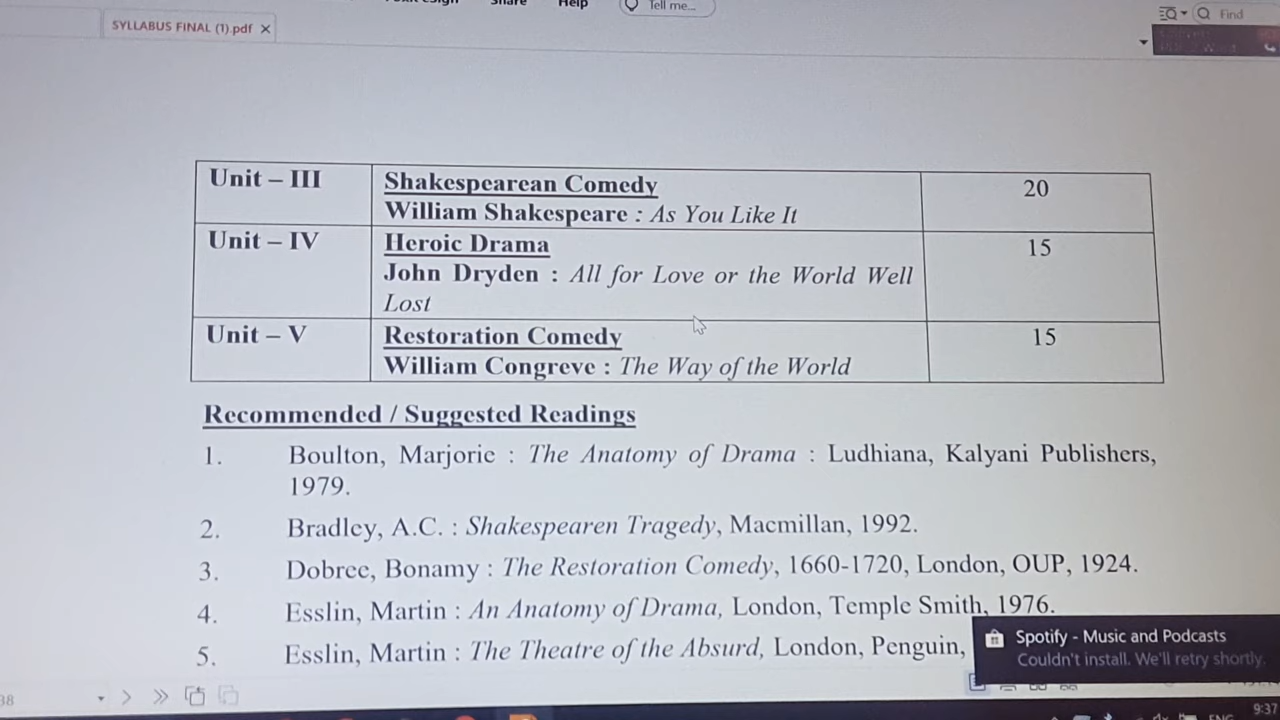 Share
Help
Tell me...
Find
SYLLABUS FINAL (1).pdf ×
Unit – III
Shakespearean Comedy
William Shakespeare : As You Like It
20
Unit – IV
Heroic Drama
John Dryden : All for Love or the World Well
Lost
15
Unit – V
Restoration Comedy
William Congreve : The Way of the World
15
Recommended / Suggested Readings
1. Boulton, Marjorie : The Anatomy of Drama : Ludhiana, Kalyani Publishers,
1979.
2. Bradley, A.C. : Shakespearen Tragedy, Macmillan, 1992.
3. Dobree, Bonamy : The Restoration Comedy, 1660-1720, London, OUP, 1924.
4. Esslin, Martin : An Anatomy of Drama, London, Temple Smith, 1976.
5. Esslin, Martin : The Theatre of the Absurd, London, Penguin,
Spotify - Music and Podcasts
Couldn't install. We'll retry shortly.
ENG
9:37